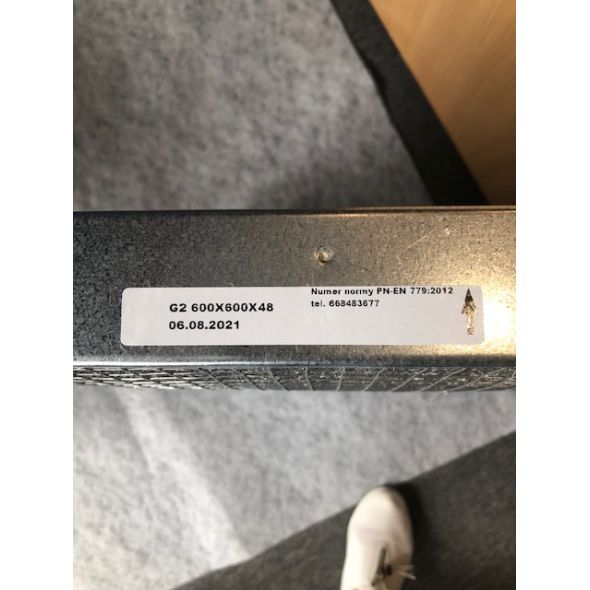 G2 600X600X48
06.08.2021
Numer normy PN-EN 779:2012
tel. 668483677